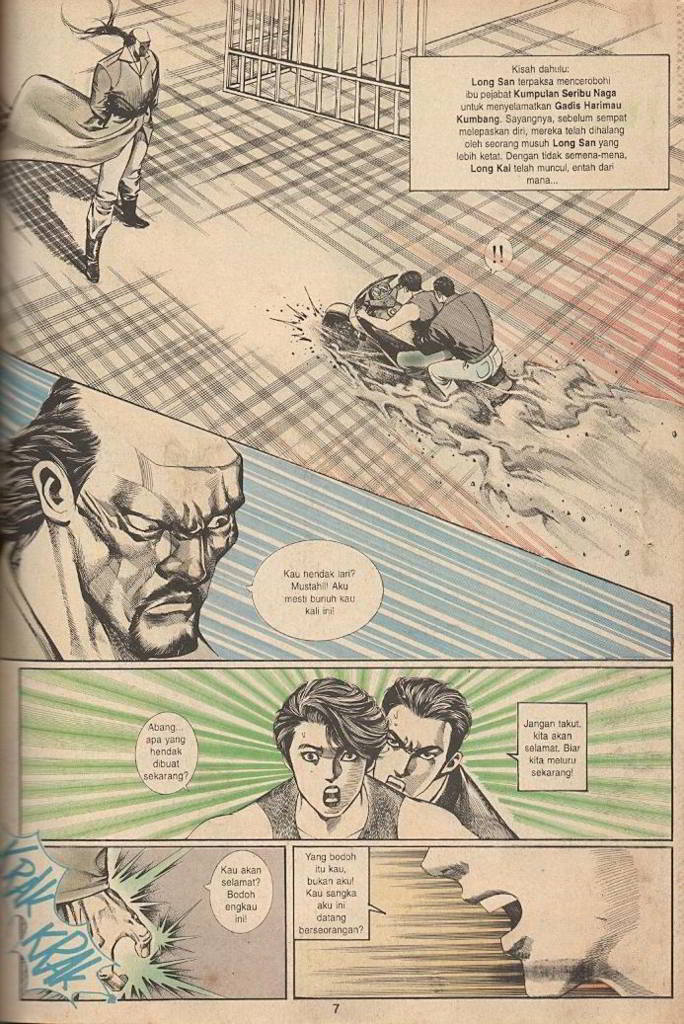 Kisah dahulu:
Long San terpaksa mencerobohi
ibu pejabat Kumpulan Seribu Naga
untuk menyelamatkan Gadis Harimau
Kumbang. Sayangnya, sebelum sempat
melepaskan diri, mereka telah dihalang
oleh seorang musuh Long San yang
lebih ketat. Dengan tidak semena-mena,
Long Kai telah muncul, entah dari
mana...
!!
Kau hendak lari?
Mustahil! Aku
mesti bunuh kau
kali ini!
Abang...
apa yang
hendak
dibuat
sekarang?
Jangan takut,
kita akan
selamat. Biar
kita meluru
sekarang!
KRAK
KRAK
Kau akan
selamat?
Bodoh
engkau
ini!
Yang bodoh
itu kau,
bukan aku!
Kau sangka
aku ini
datang
berseorangan?
7